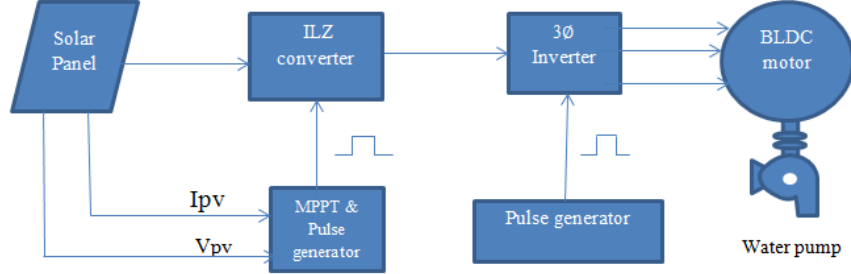 Solar
Panel
ILZ
converter
3Ø
Inverter
BLDC
motor
Ipv
Vpv
MPPT &
Pulse
generator
Pulse generator
Water pump